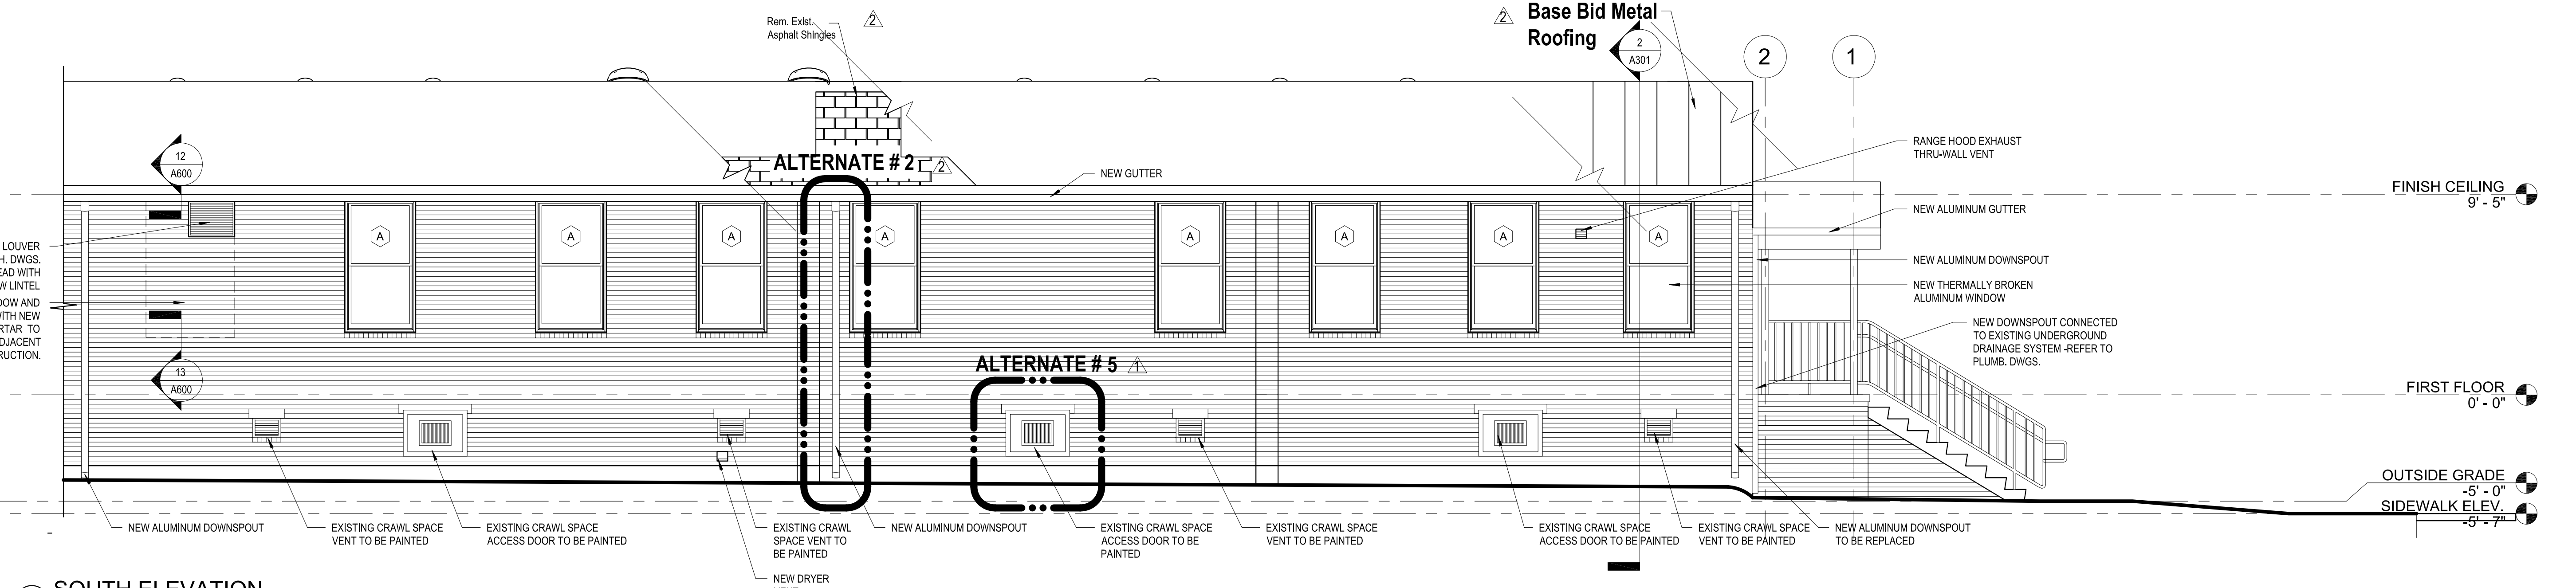 Rem. Exist.
Asphalt Shingles
2
2
Base Bid Metal
Roofing
2
A301
2
1
12
A600
ALTERNATE # 2
2
NEW GUTTER
RANGE HOOD EXHAUST
THRU-WALL VENT
FINISH CEILING
9' - 5"
NEW ALUMINUM GUTTER
A
A
A
A
A
A
A
A
LOUVER
H. DWGS.
EAD WITH
W LINTEL
DOW AND
WITH NEW
RTAR TO
DJACENT
RUCTION.
NEW ALUMINUM DOWNSPOUT
NEW THERMALLY BROKEN
ALUMINUM WINDOW
NEW DOWNSPOUT CONNECTED
TO EXISTING UNDERGROUND
DRAINAGE SYSTEM -REFER TO
PLUMB. DWGS.
13
A600
ALTERNATE # 5
1
FIRST FLOOR
0' - 0"
OUTSIDE GRADE
-5' - 0"
SIDEWALK ELEV.
-5' - 7"
NEW ALUMINUM DOWNSPOUT
EXISTING CRAWL SPACE
VENT TO BE PAINTED
EXISTING CRAWL SPACE
ACCESS DOOR TO BE PAINTED
EXISTING CRAWL
SPACE VENT TO
BE PAINTED
NEW ALUMINUM DOWNSPOUT
EXISTING CRAWL SPACE
ACCESS DOOR TO BE
PAINTED
EXISTING CRAWL SPACE
VENT TO BE PAINTED
EXISTING CRAWL SPACE
ACCESS DOOR TO BE PAINTED
EXISTING CRAWL SPACE
VENT TO BE PAINTED
NEW ALUMINUM DOWNSPOUT
TO BE REPLACED
NEW DRYER
SOUTH ELEVATION